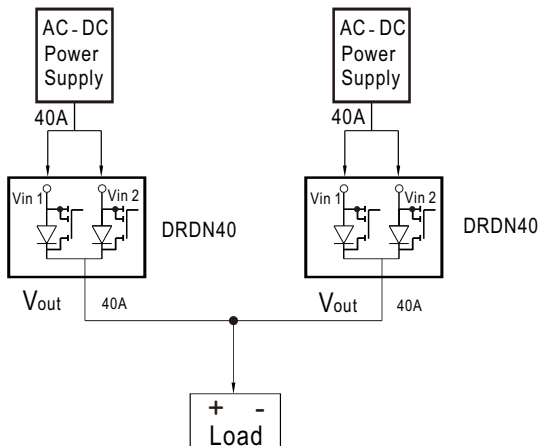 AC-DC
Power
Supply
AC-DC
Power
Supply
40A
40A
Vin 1
Vin 2
DRDN40
Vin 1
Vin 2
DRDN40
Vout
40A
Vout
40A
+ -
Load